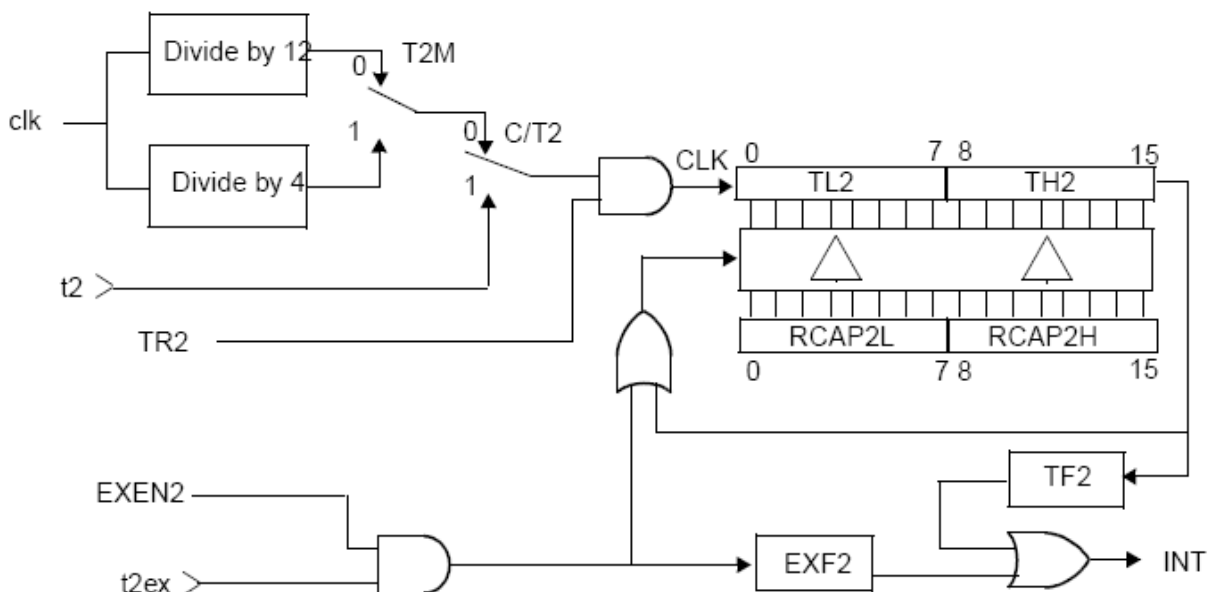 Divide by 12
T2M
0
clk
1
0
C/T2
Divide by 4
1
CLK
0
7
8
15
TL2
TH2
t2
TR2
RCAP2L
RCAP2H
0
7
8
15
EXEN2
TF2
t2ex
EXF2
INT